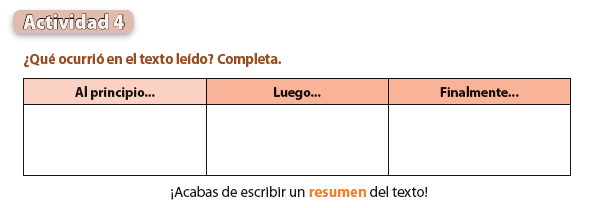 Actividad 4
¿Qué ocurrió en el texto leído? Completa.
Al principio... Luego... Finalmente...
¡Acabas de escribir un resumen del texto!